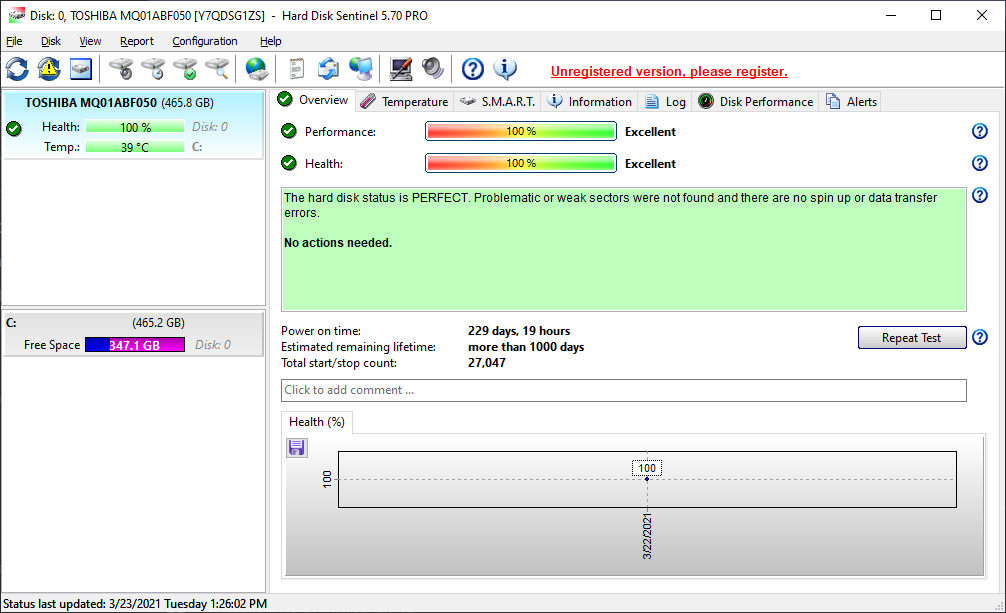 Disk: 0, TOSHIBA MQ01ABF050 [Y7QDSG1ZS] - Hard Disk Sentinel 5.70 PRO
File Disk View Report Configuration Help
Unregistered version, please register.
TOSHIBA MQ01ABF050 (465.8 GB)
Health: 100 % Disk: 0
Temp.: 39 °C C:
C: (465.2 GB)
Free Space 347.1 GB Disk: 0
Overview Temperature S.M.A.R.T. Information Log Disk Performance Alerts
Performance: 100 % Excellent
Health: 100 % Excellent
The hard disk status is PERFECT. Problematic or weak sectors were not found and there are no spin up or data transfer
errors.
No actions needed.
Power on time: 229 days, 19 hours
Estimated remaining lifetime: more than 1000 days
Total start/stop count: 27,047
Repeat Test
Click to add comment ...
Health (%)
100
100
3/22/2021
Status last updated: 3/23/2021 Tuesday 1:26:02 PM